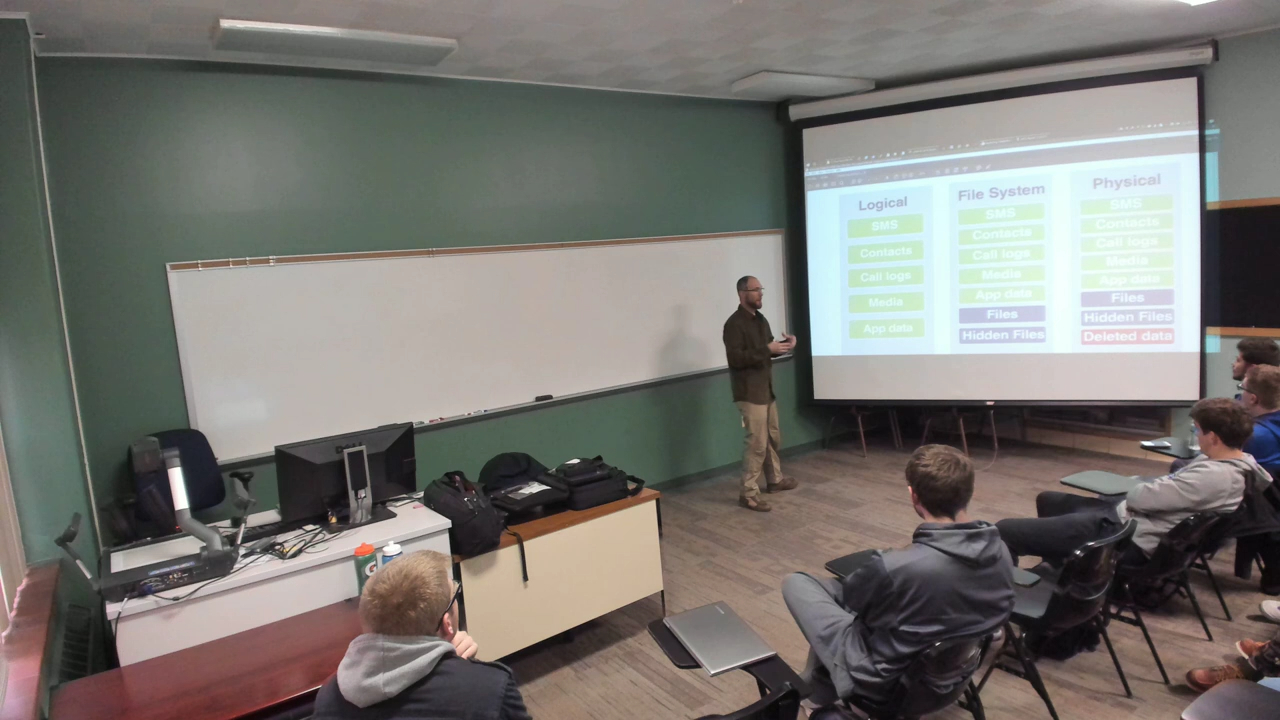 Logical
SMS
Contacts
Call logs
Media
App data
File System
SMS
Contacts
Call logs
Media
App data
Files
Hidden Files
Physical
SMS
Contacts
Call logs
Media
App data
Files
Hidden Files
Deleted data